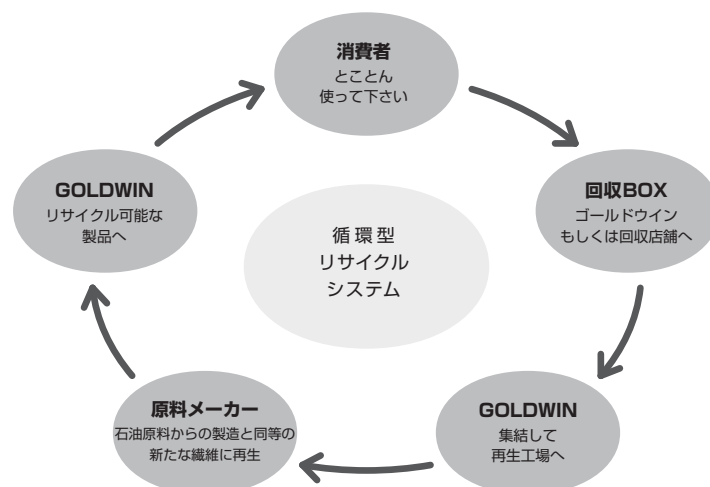 消費者
とことん
使って下さい
回収BOX
ゴールドウイン
もしくは回収店舗へ
GOLDWIN
集結して
再生工場へ
原料メーカー
石油原料からの製造と同等の
新たな繊維に再生
GOLDWIN
リサイクル可能な
製品へ
循環型
リサイクル
システム